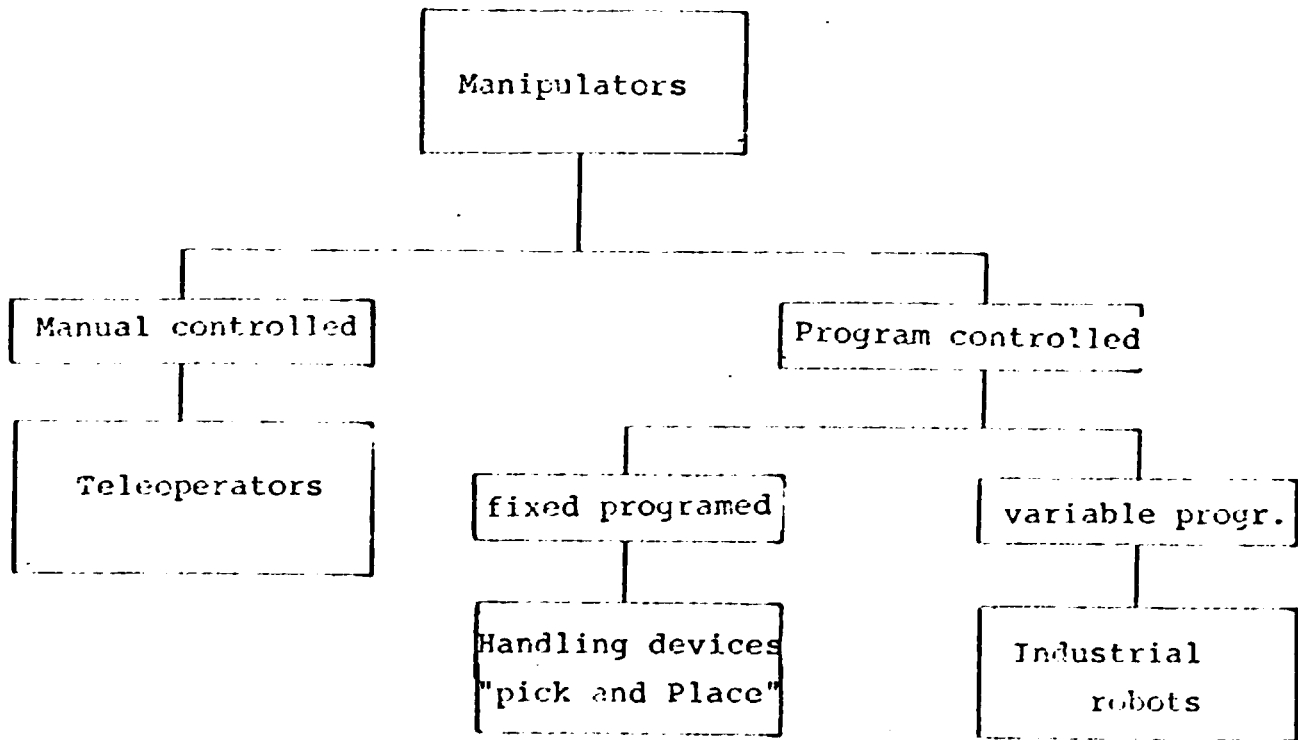 Manipulators
Manual controlled
Program controlled
Teleoperators
fixed programed
variable progr.
Handling devices
"pick and Place"
Industrial
robots